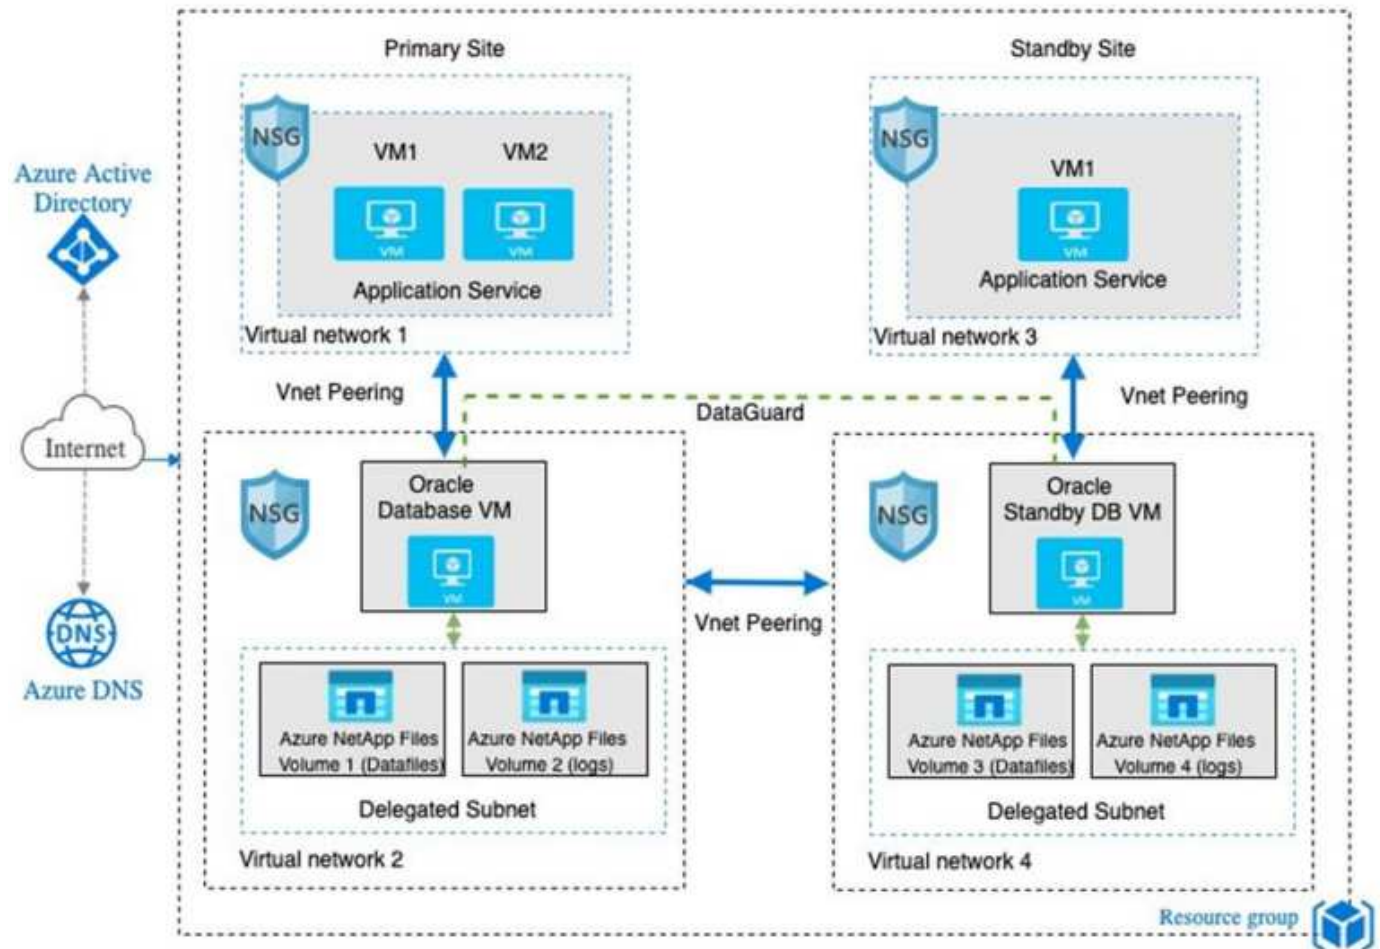 Primary Site
Standby Site
NSG
VM1
VM2
VM
VM
Application Service
Virtual network 1
NSG
VM1
VM
Application Service
Virtual network 3
Azure Active
Directory
Internet
DNS
Azure DNS
Vnet Peering
DataGuard
Vnet Peering
NSG
Oracle
Database VM
VM
Vnet Peering
NSG
Oracle
Standby DB VM
VM
Azure NetApp Files
Volume 1 (Datafiles)
Azure NetApp Files
Volume 2 (logs)
Delegated Subnet
Virtual network 2
Azure NetApp Files
Volume 3 (Datafiles)
Azure NetApp Files
Volume 4 (logs)
Delegated Subnet
Virtual network 4
Resource group